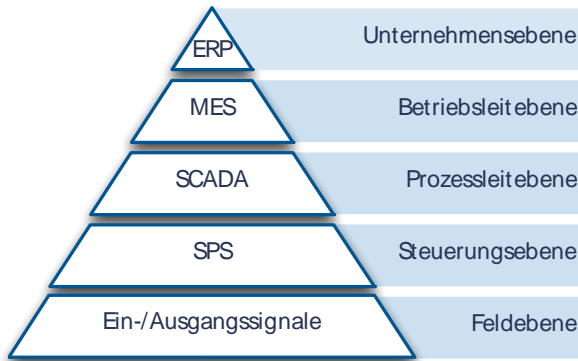 ERP Unternehmensebene
MES Betriebsleitebene
SCADA Prozessleitebene
SPS Steuerungsebene
Ein-/Ausgangssignale Feldebene